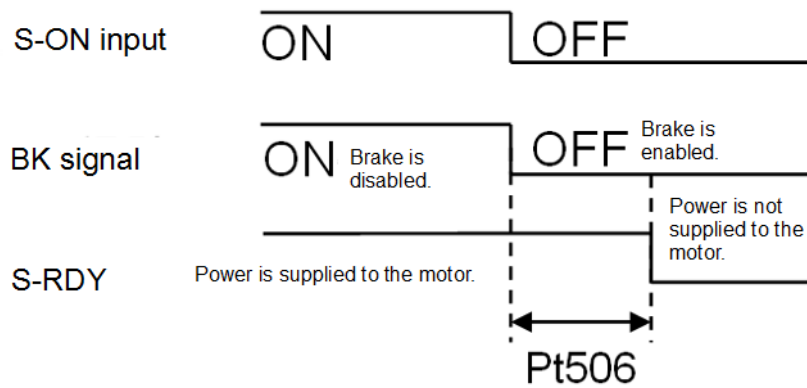 S-ON input
ON
OFF
BK signal
ON
Brake is
disabled.
OFF
Brake is
enabled.
S-RDY
Power is supplied to the motor.
Power is not
supplied to the
motor.
Pt506